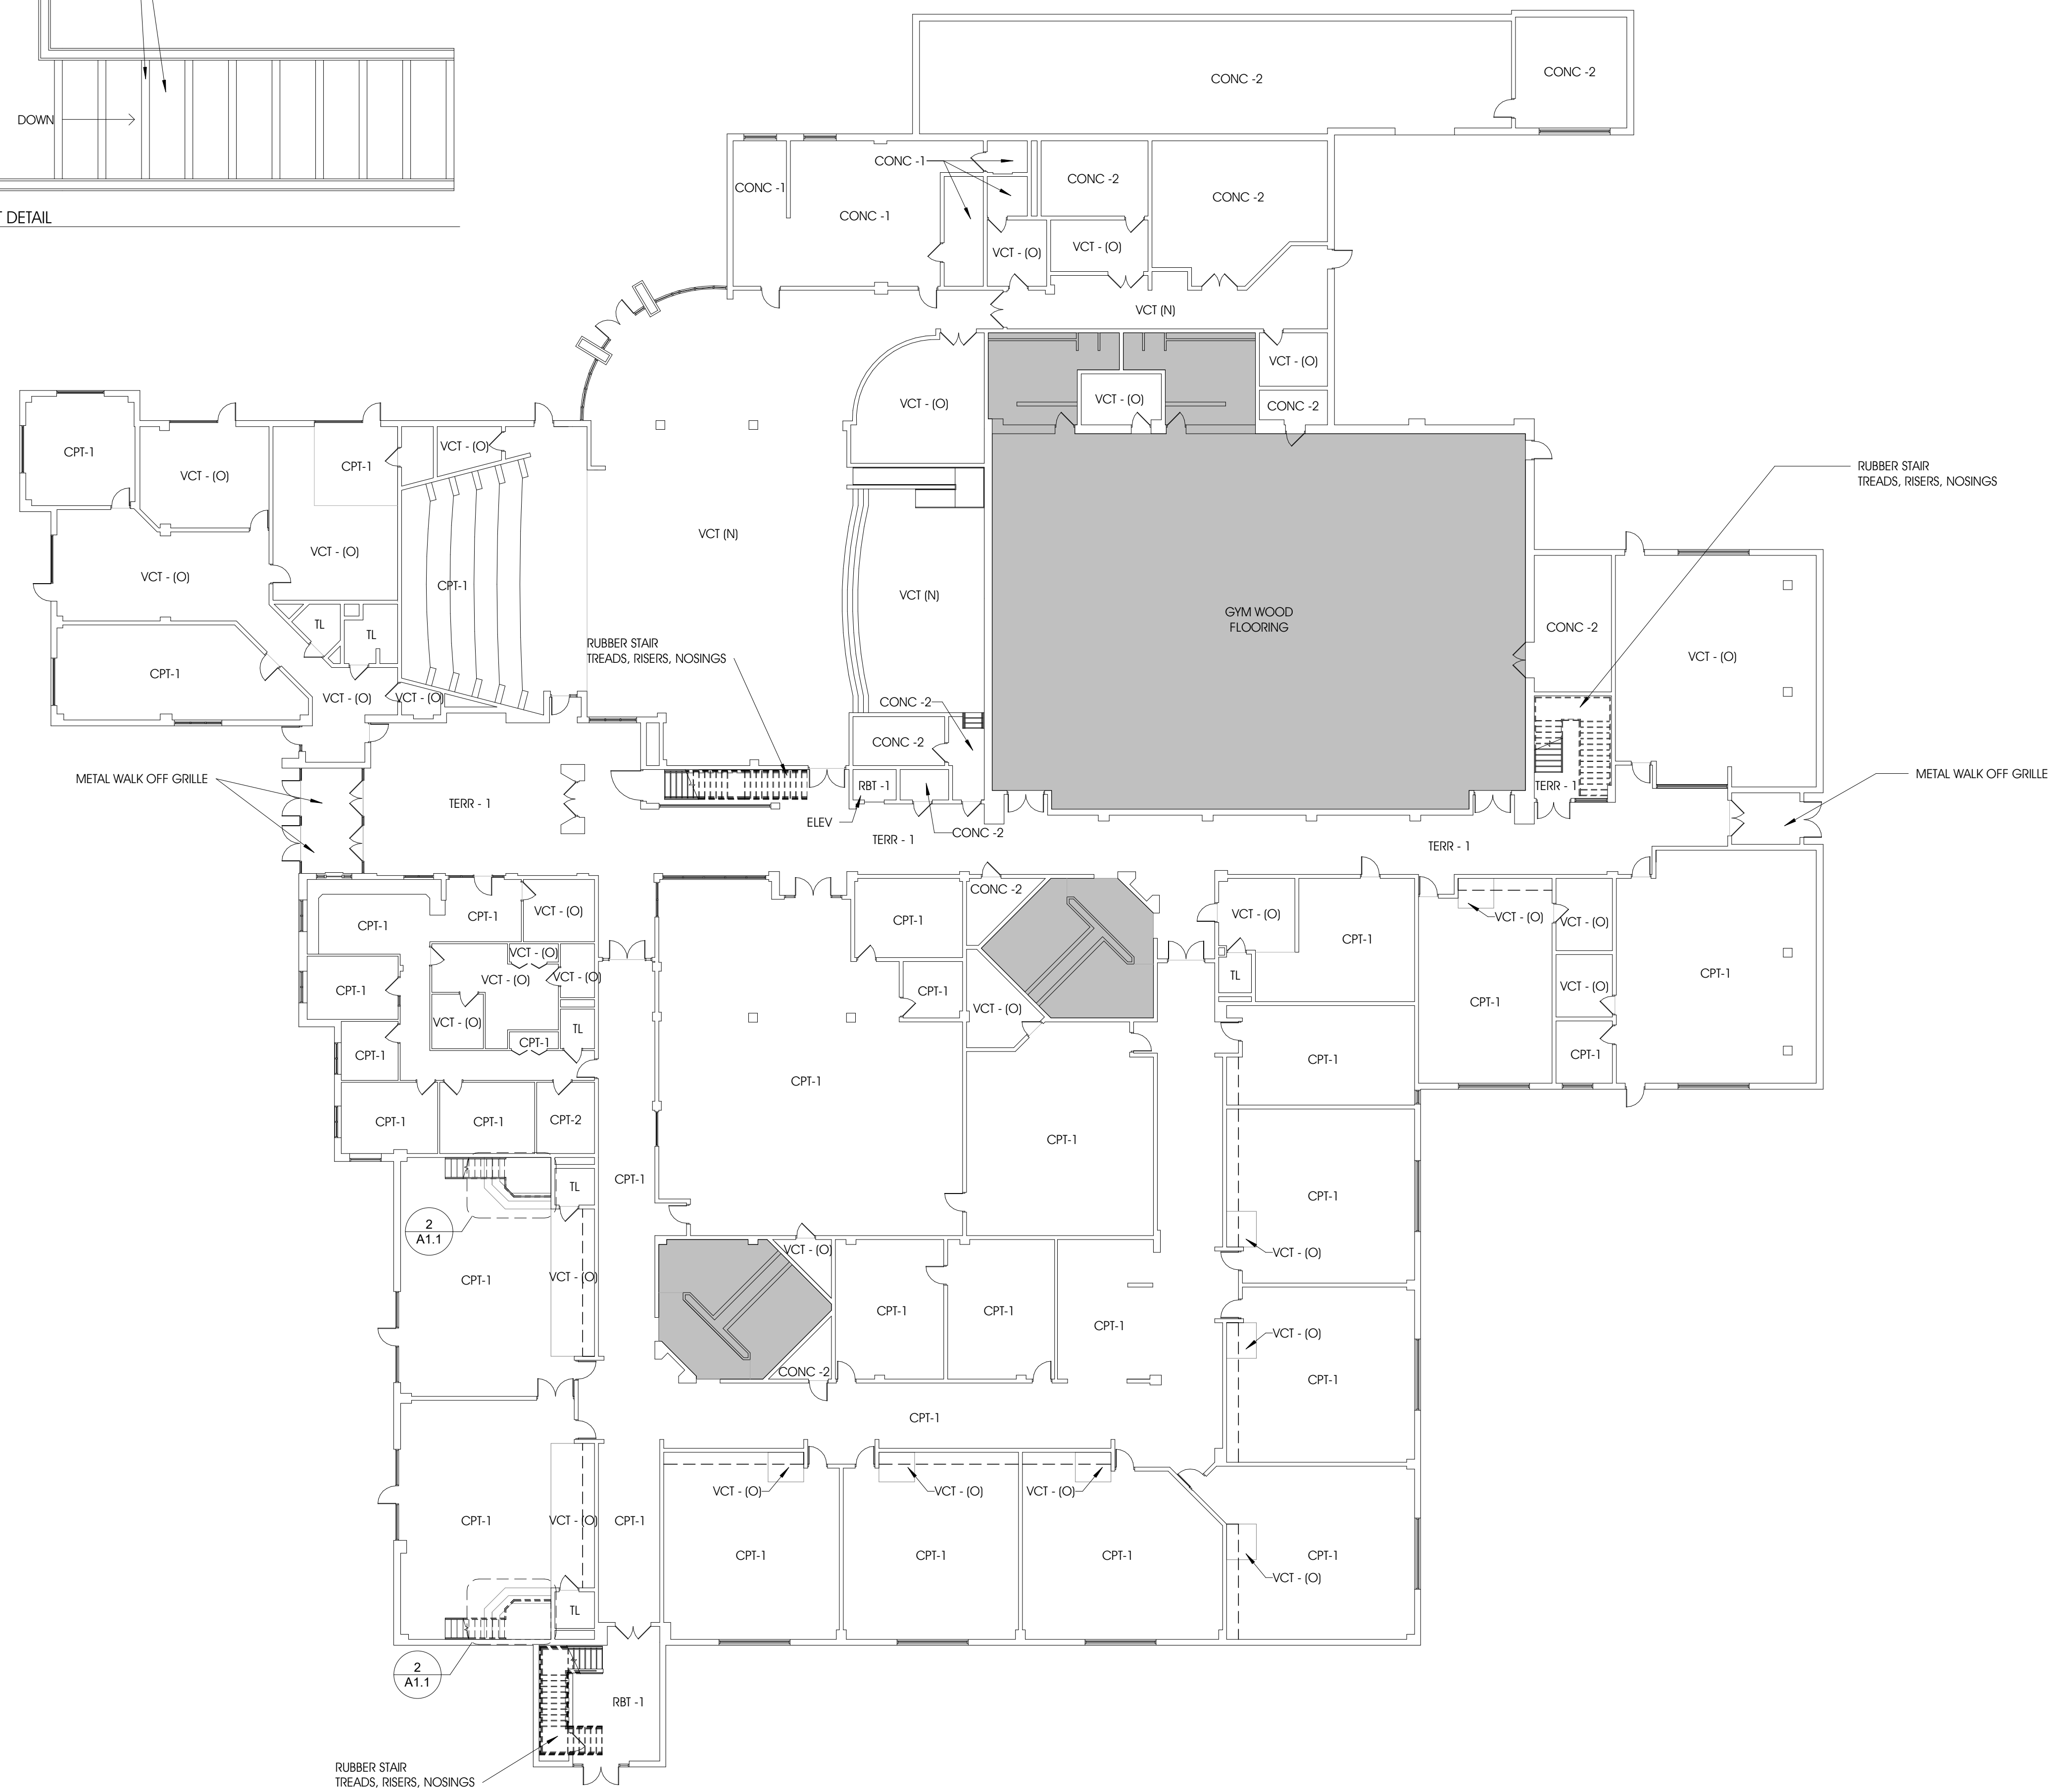 DOWN
T DETAIL
CONC -2
CONC -2
CONC -1
CONC -1
CONC -2
CONC -1
CONC -2
CONC -1
VCT - (O)
VCT - (O)
VCT (N)
VCT - (O)
VCT - (O)
VCT - (O)
CONC -2
CPT-1
VCT - (O)
CPT-1
VCT - (O)
RUBBER STAIR
TREADS, RISERS, NOSINGS
VCT (N)
VCT - (O)
VCT - (O)
CPT-1
VCT (N)
GYM WOOD
FLOORING
CONC -2
VCT - (O)
TL
TL
RUBBER STAIR
TREADS, RISERS, NOSINGS
CPT-1
VCT - (O)
VCT - (O)
CONC -2
CONC -2
METAL WALK OFF GRILLE
TERR - 1
RBT -1
TERR - 1
METAL WALK OFF GRILLE
ELEV
CONC -2
TERR - 1
TERR - 1
CPT-1
CPT-1
VCT - (O)
CPT-1
CONC -2
VCT - (O)
CPT-1
VCT - (O)
VCT - (O)
VCT - (O)
VCT - (O)
VCT - (O)
CPT-1
CPT-1
TL
CPT-1
CPT-1
VCT - (O)
VCT - (O)
VCT - (O)
CPT-1
TL
CPT-1
CPT-1
CPT-1
CPT-1
CPT-1
CPT-1
CPT-1
CPT-1
CPT-2
CPT-1
TL
CPT-1
CPT-1
2
A1.1
CPT-1
VCT - (O)
VCT - (O)
VCT - (O)
CPT-1
CPT-1
CPT-1
VCT - (O)
CONC -2
CPT-1
CPT-1
CPT-1
VCT - (O)
CPT-1
VCT - (O)
VCT - (O)
VCT - (O)
CPT-1
CPT-1
CPT-1
CPT-1
VCT - (O)
TL
2
A1.1
RBT -1
RUBBER STAIR
TREADS, RISERS, NOSINGS